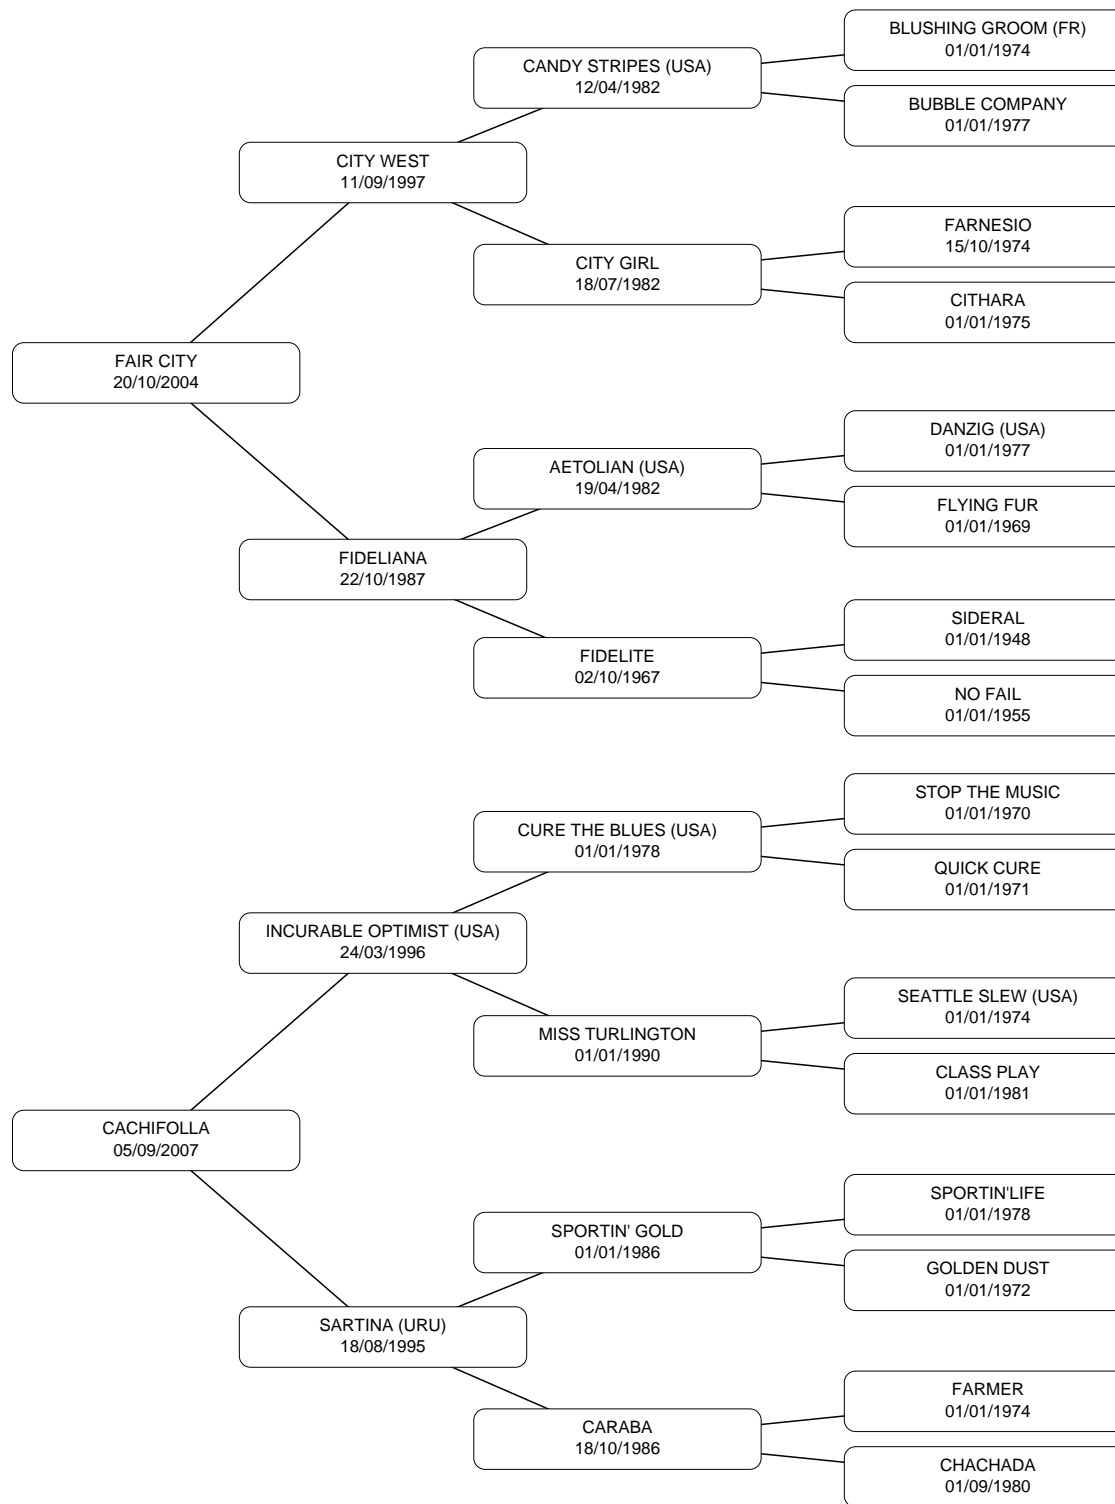 BLUSHING GROOM (FR)
01/01/1974
CANDY STRIPES (USA)
12/04/1982
BUBBLE COMPANY
01/01/1977
CITY WEST
11/09/1997
FARNESIO
15/10/1974
CITY GIRL
18/07/1982
CITHARA
01/01/1975
FAIR CITY
20/10/2004
DANZIG (USA)
01/01/1977
AETOLIAN (USA)
19/04/1982
FLYING FUR
01/01/1969
FIDELIANA
22/10/1987
SIDERAL
01/01/1948
FIDELITE
02/10/1967
NO FAIL
01/01/1955
STOP THE MUSIC
01/01/1970
CURE THE BLUES (USA)
01/01/1978
QUICK CURE
01/01/1971
INCURABLE OPTIMIST (USA)
24/03/1996
SEATTLE SLEW (USA)
01/01/1974
MISS TURLINGTON
01/01/1990
CLASS PLAY
01/01/1981
CACHIFOLLA
05/09/2007
SPORTIN'LIFE
01/01/1978
SPORTIN' GOLD
01/01/1986
GOLDEN DUST
01/01/1972
SARTINA (URU)
18/08/1995
FARMER
01/01/1974
CARABA
18/10/1986
CHACHADA
01/09/1980